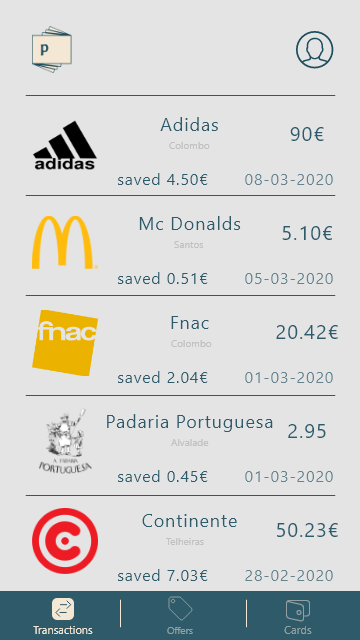 p
Adidas
90€
adidas
Colombo
saved 4.50€ 08-03-2020
Mc Donalds
5.10€
Santos
saved 0.51€ 05-03-2020
Fnac
20.42€
fnac
Colombo
saved 2.04€ 01-03-2020
Padaria Portuguesa
2.95
Alvalade
A PADARIA
PORTUGUESA
saved 0.45€ 01-03-2020
Continente
50.23€
C
Telheiras
saved 7.03€ 28-02-2020
Transactions Offers Cards